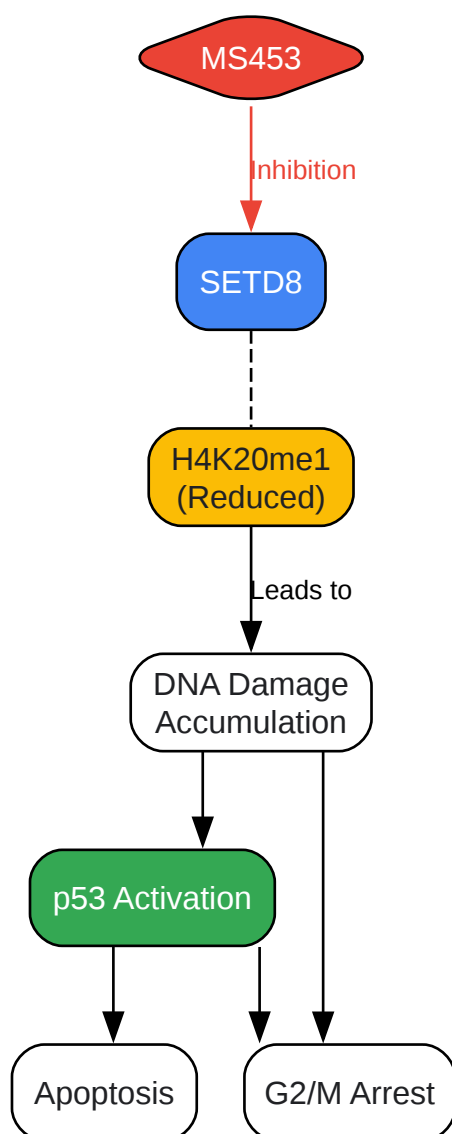 MS453
Inhibition
SETD8
H4K20me1
(Reduced)
Leads to
DNA Damage
Accumulation
p53 Activation
Apoptosis
G2/M Arrest